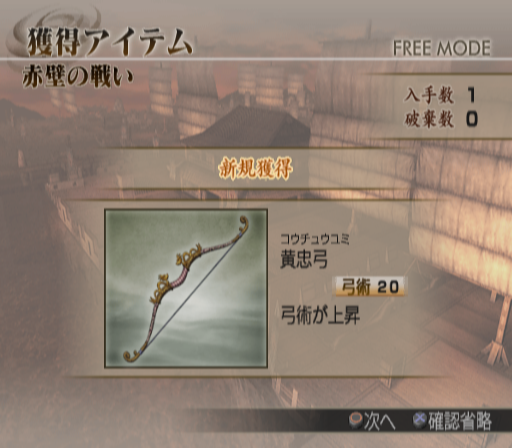 獲得アイテム
FREE MODE
赤壁の戦い
入手数 1
破棄数 0
新規獲得
コウチュウユミ
黄忠弓
弓術 20
弓術が上昇
次へ 確認省略